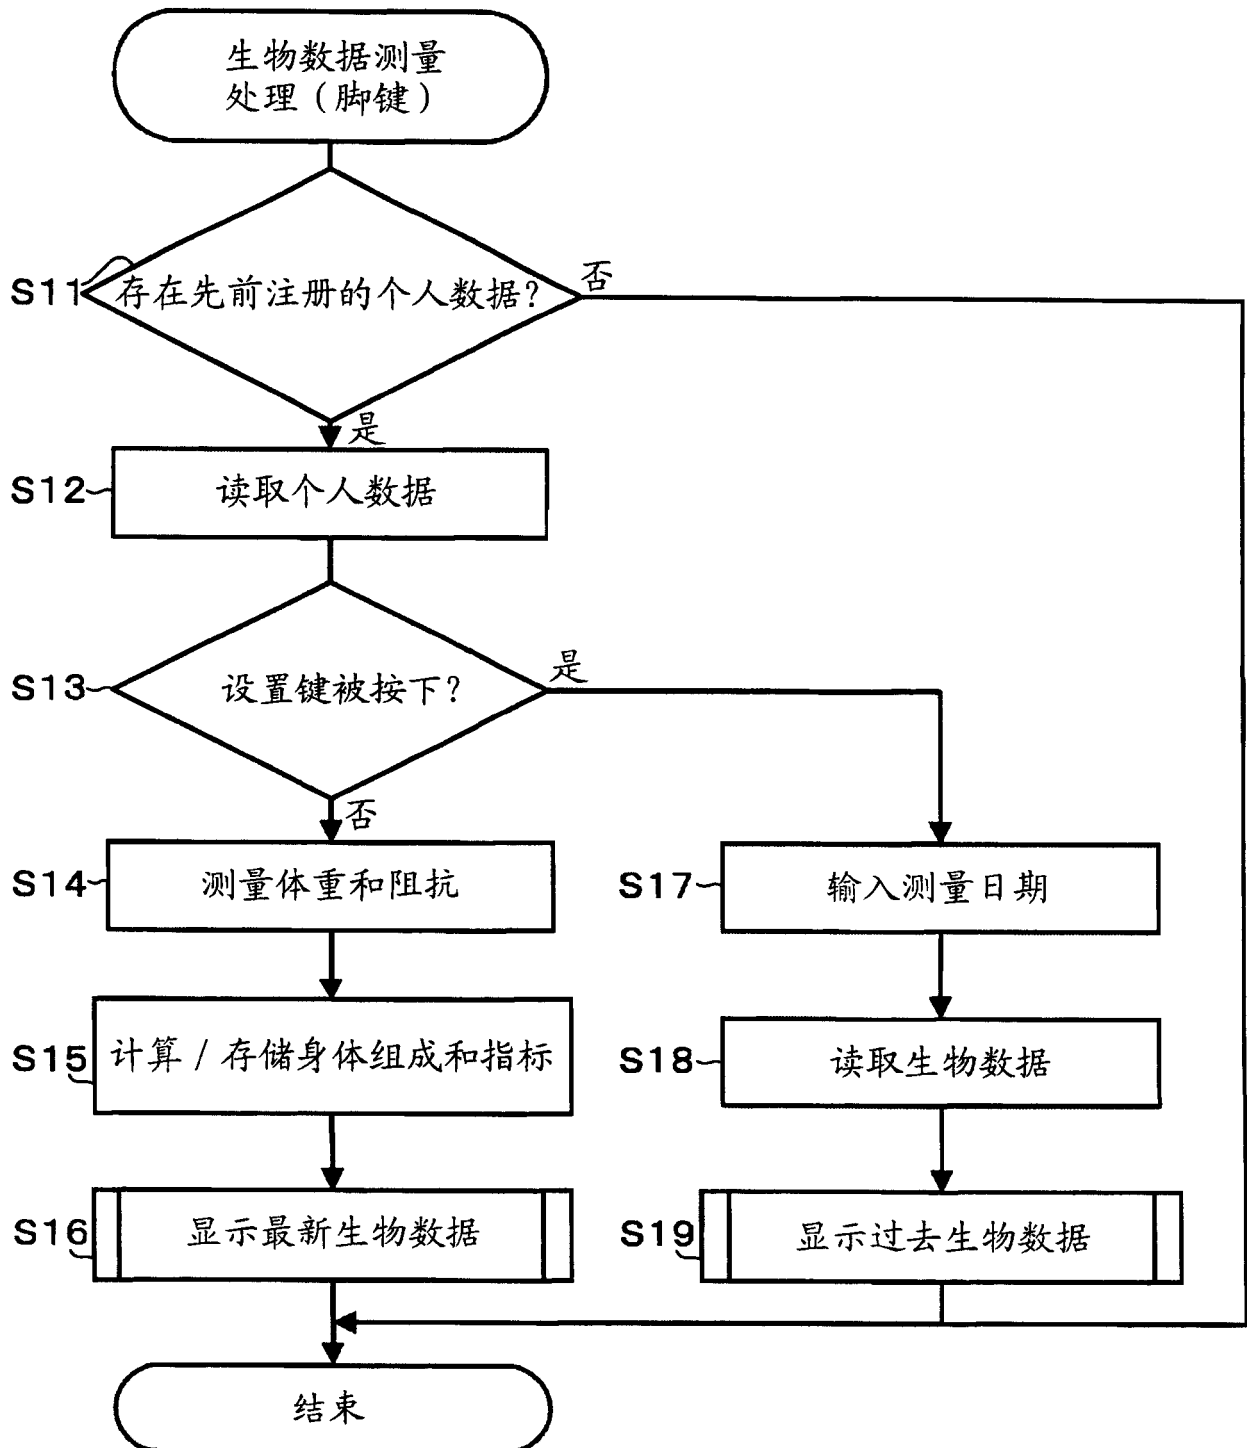 生物数据测量
处理（脚键）
S11
存在先前注册的个人数据？
否
是
S12
读取个人数据
S13
设置键被按下？
是
否
S14
测量体重和阻抗
S17
输入测量日期
S15
计算 / 存储身体组成和指标
S18
读取生物数据
S16
显示最新生物数据
S19
显示过去生物数据
结束